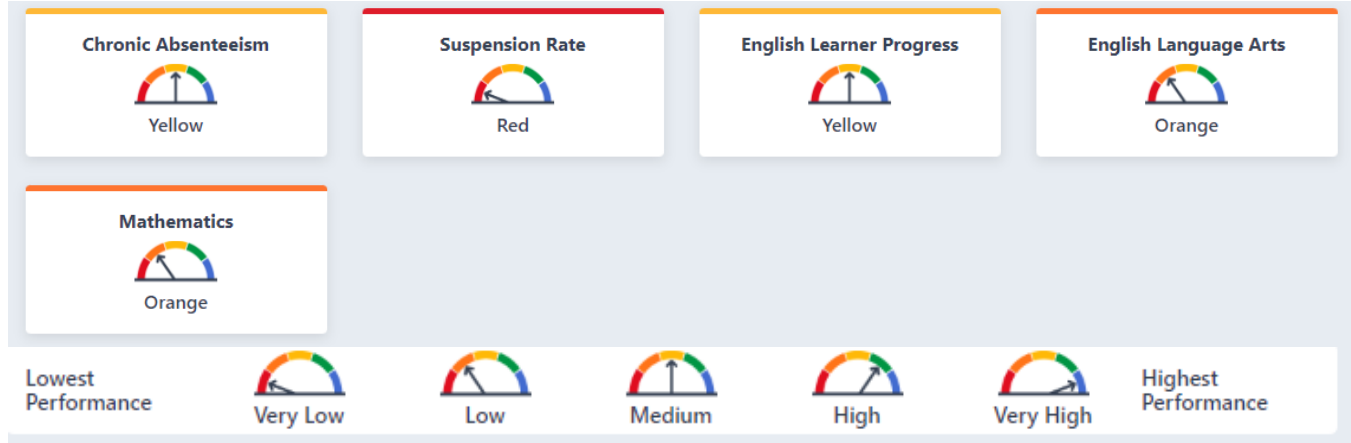 Chronic Absenteeism
Yellow
Suspension Rate
Red
English Learner Progress
Yellow
English Language Arts
Orange
Mathematics
Orange
Lowest
Performance
Very Low
Low
Medium
High
Very High
Highest
Performance